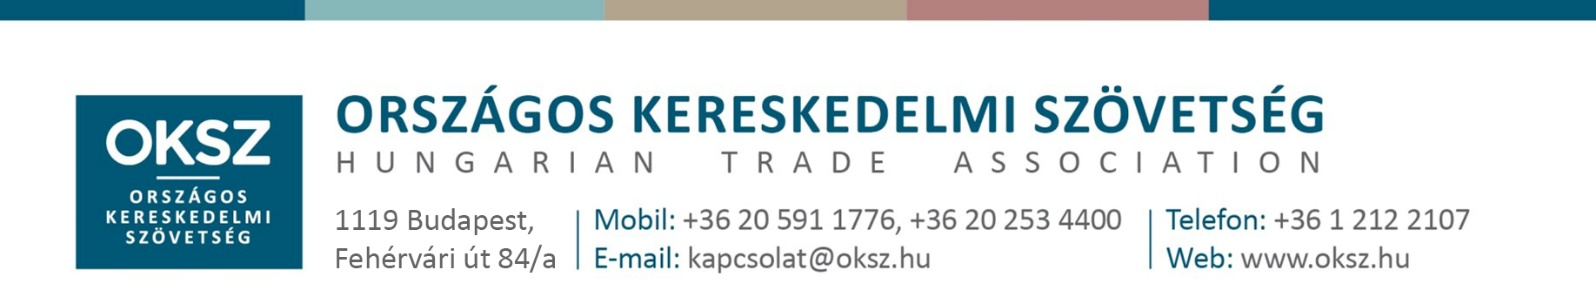 OKSZ
ORSZÁGOS
KERESKEDELMI
SZÖVETSÉG
ORSZÁGOS KERESKEDELMI SZÖVETSÉG
HUNGARIAN TRADE ASSOCIATION
1119 Budapest,
Fehérvári út 84/a
Mobil: +36 20 591 1776, +36 20 253 4400
E-mail: kapcsolat@oksz.hu
Telefon: +36 1 212 2107
Web: www.oksz.hu